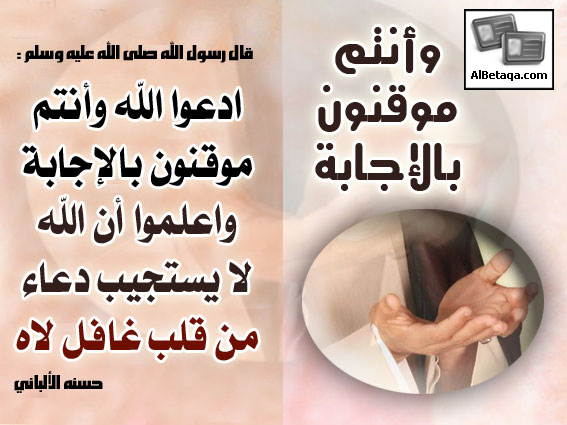 وأنتم
موقنون
بالإجابة
AlBetaqa.com
قال رسول الله صلى الله عليه وسلم :
ادعوا الله وأنتم
موقنون بالإجابة
واعلموا أن الله
لا يستجيب دعاء
من قلب غافل لاه
حسنه الألباني